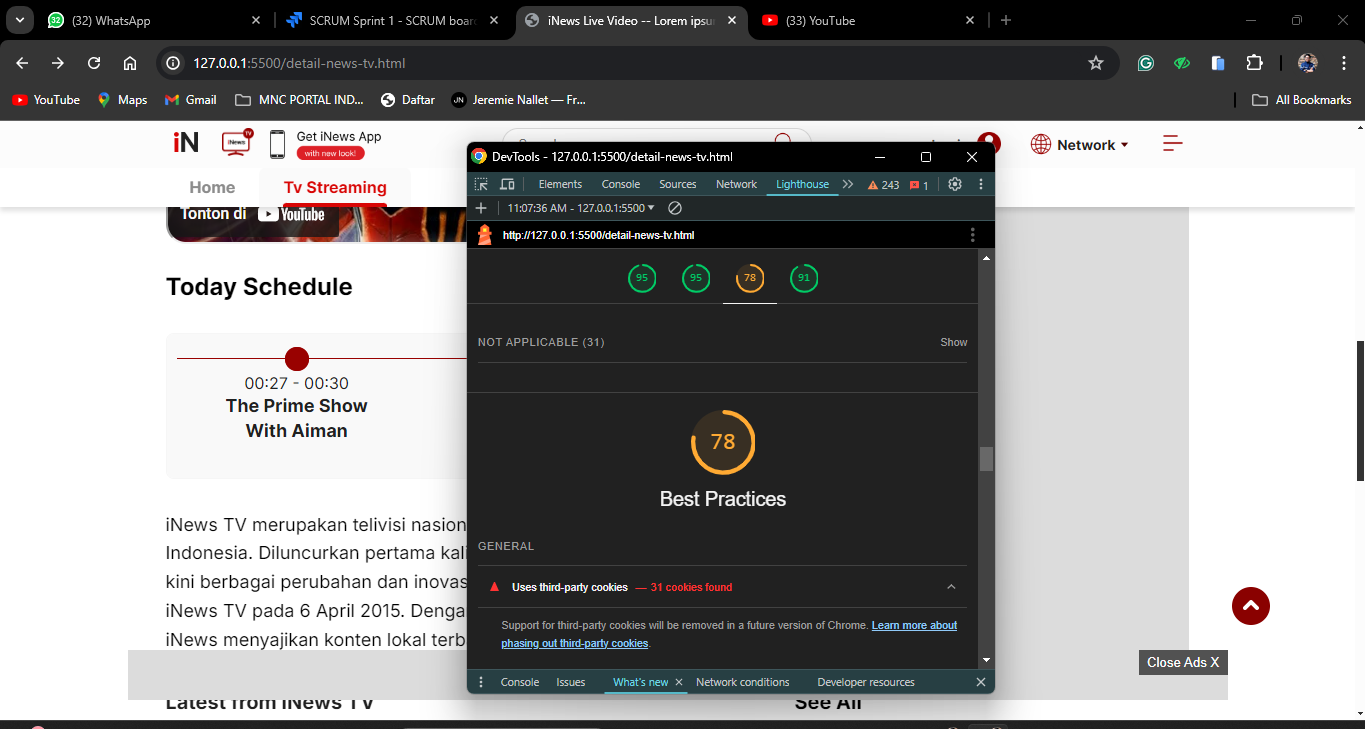 32
(32) WhatsApp
SCRUM Sprint 1 - SCRUM boar
iNews Live Video -- Lorem ipsu
(33) YouTube
127.0.0.1:5500/detail-news-tv.html
YouTube
Maps
Gmail
MNC PORTAL IND...
Daftar
JN
Jeremie Nallet — Fr...
All Bookmarks
iN
iNews
TV
Get iNews App
with new look!
Network
Home
Tv Streaming
Tonton di YouTube
DevTools - 127.0.0.1:5500/detail-news-tv.html
Elements Console Sources Network Lighthouse 243 1
11:07:36 AM - 127.0.0.1:5500
http://127.0.0.1:5500/detail-news-tv.html
95 95 78 91
NOT APPLICABLE (31) Show
78
Best Practices
GENERAL
Uses third-party cookies — 31 cookies found
Support for third-party cookies will be removed in a future version of Chrome. Learn more about
phasing out third-party cookies.
Console Issues What's new Network conditions Developer resources
Today Schedule
00:27 - 00:30
The Prime Show
With Aiman
iNews TV merupakan telivisi nasion
Indonesia. Diluncurkan pertama kali
kini berbagai perubahan dan inovas
iNews TV pada 6 April 2015. Denga
iNews menyajikan konten lokal terb
Close Ads X
Latest from iNews TV
See All